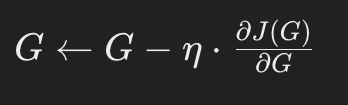 G ← G − η · ∂J(G)/∂G